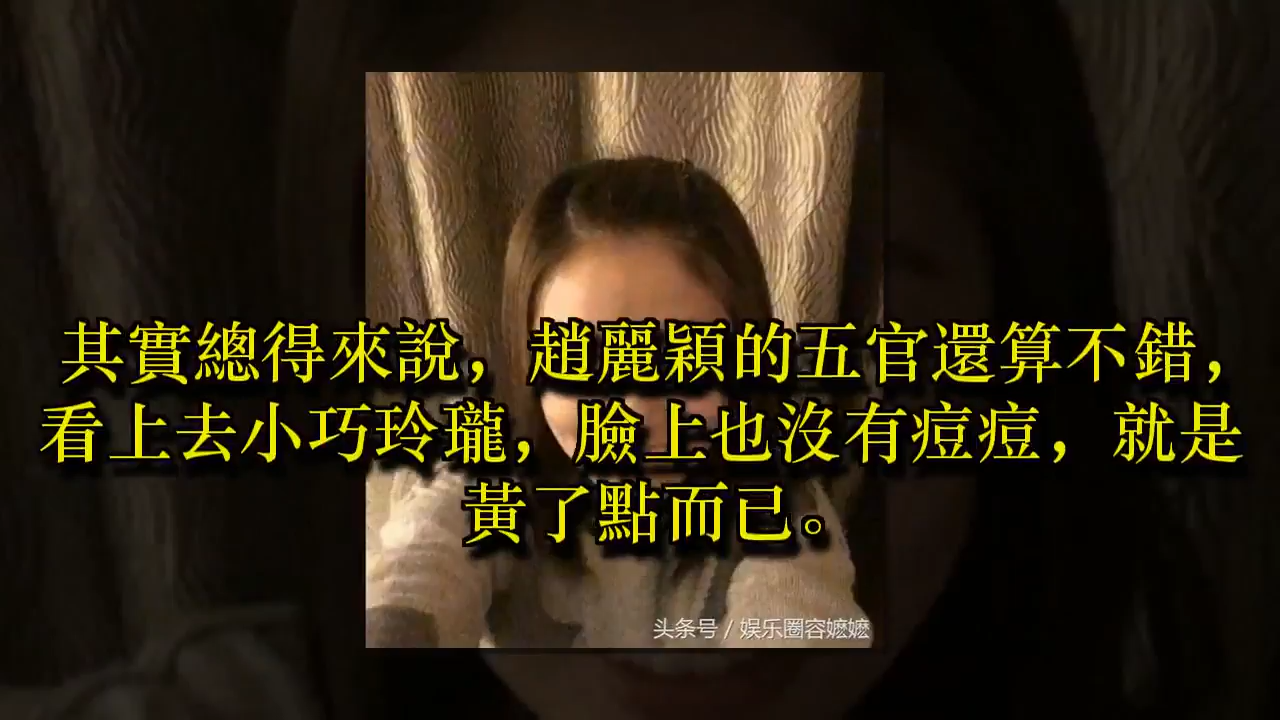 其實總得來說，趙麗穎的五官還算不錯，
看上去小巧玲瓏，臉上也沒有痘痘，就是
黃了點而已。
头条号 / 娱乐圈容嬷嬷